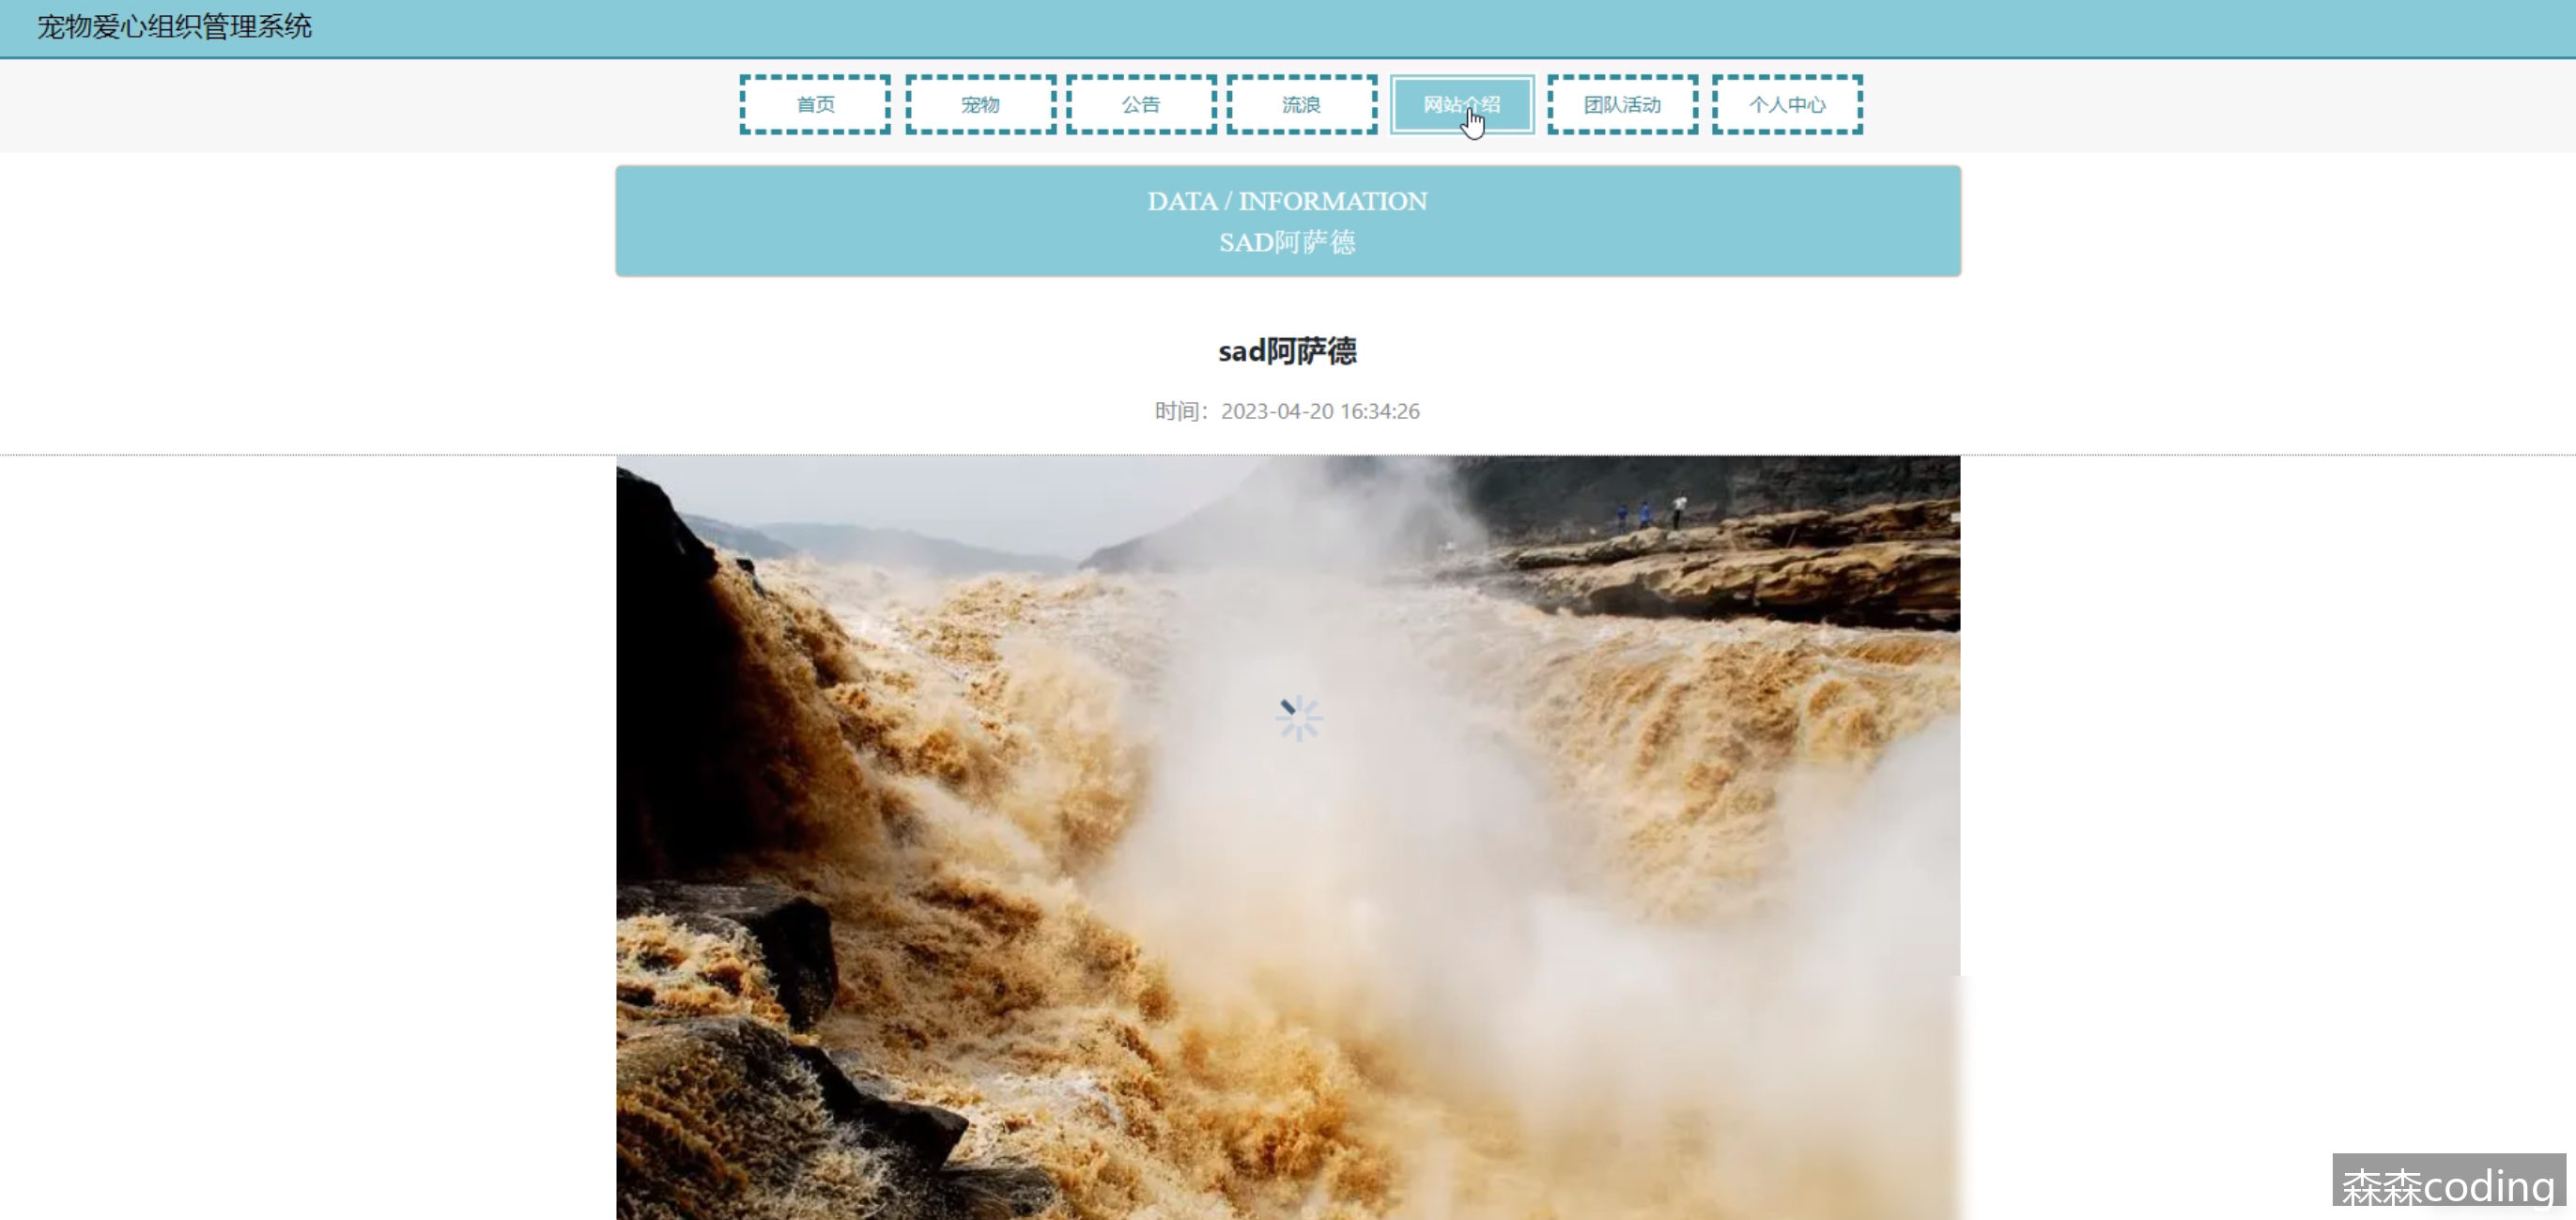 宠物爱心组织管理系统
首页
宠物
公告
流浪
网站介绍
团队活动
个人中心
DATA / INFORMATION
SAD阿萨德
sad阿萨德
时间：2023-04-20 16:34:26
森森coding